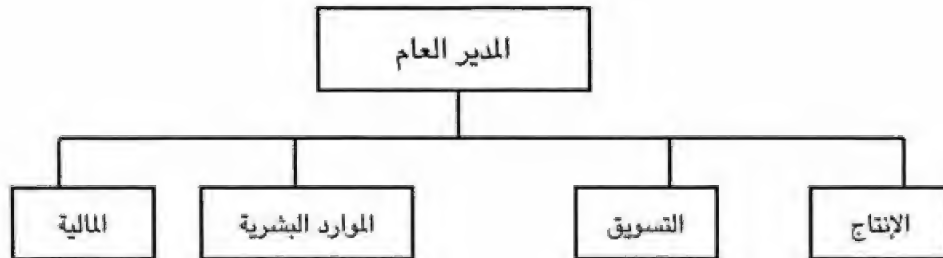 المدير العام
الإنتاج
التسويق
الموارد البشرية
المالية